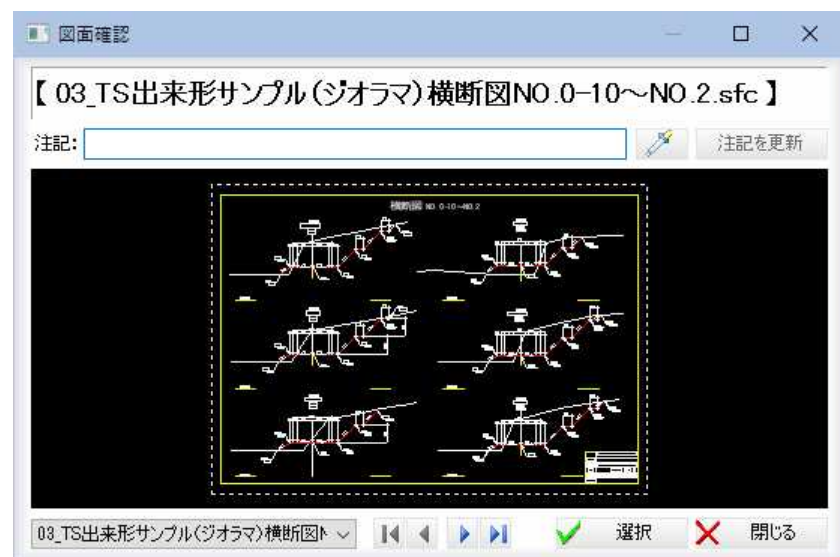 図面確認
【 03_TS出来形サンプル(ジオラマ)横断図NO.0-10～NO.2.sfc 】
注記:
注記を更新
横断図 NO.0-10~NO.2
03_TS出来形サンプル(ジオラマ)横断図
選択
閉じる